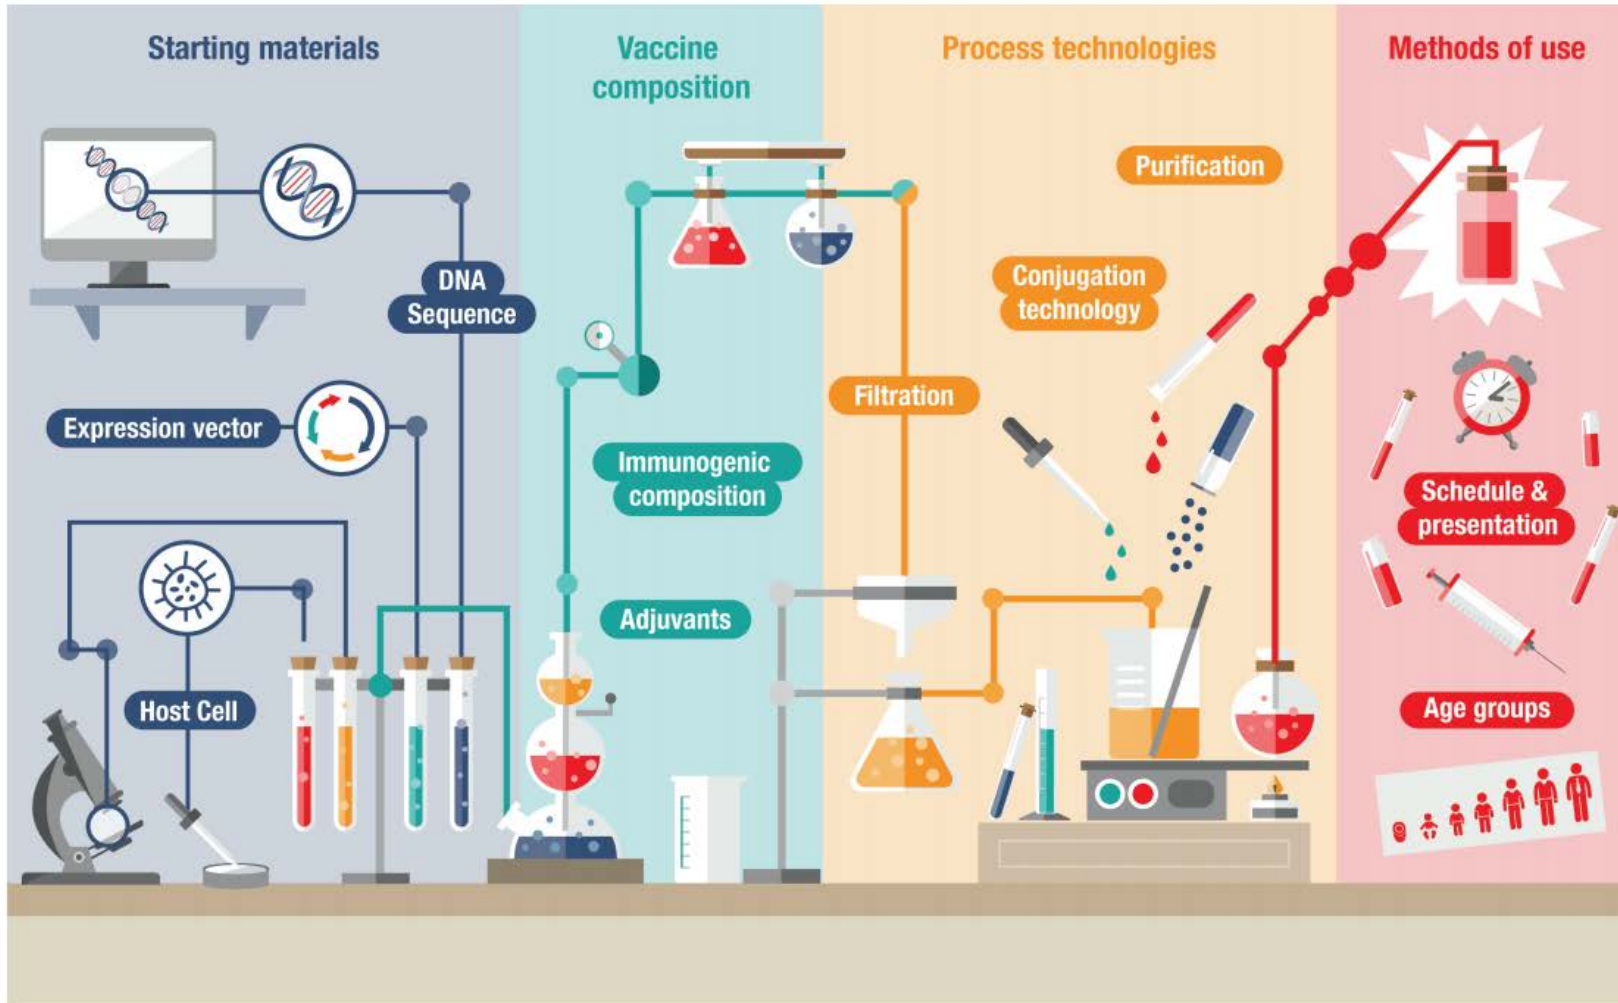 Starting materials
Vaccine
composition
Process technologies
Methods of use
DNA
Sequence
Expression vector
Host Cell
Immunogenic
composition
Adjuvants
Purification
Conjugation
technology
Filtration
Schedule &
presentation
Age groups